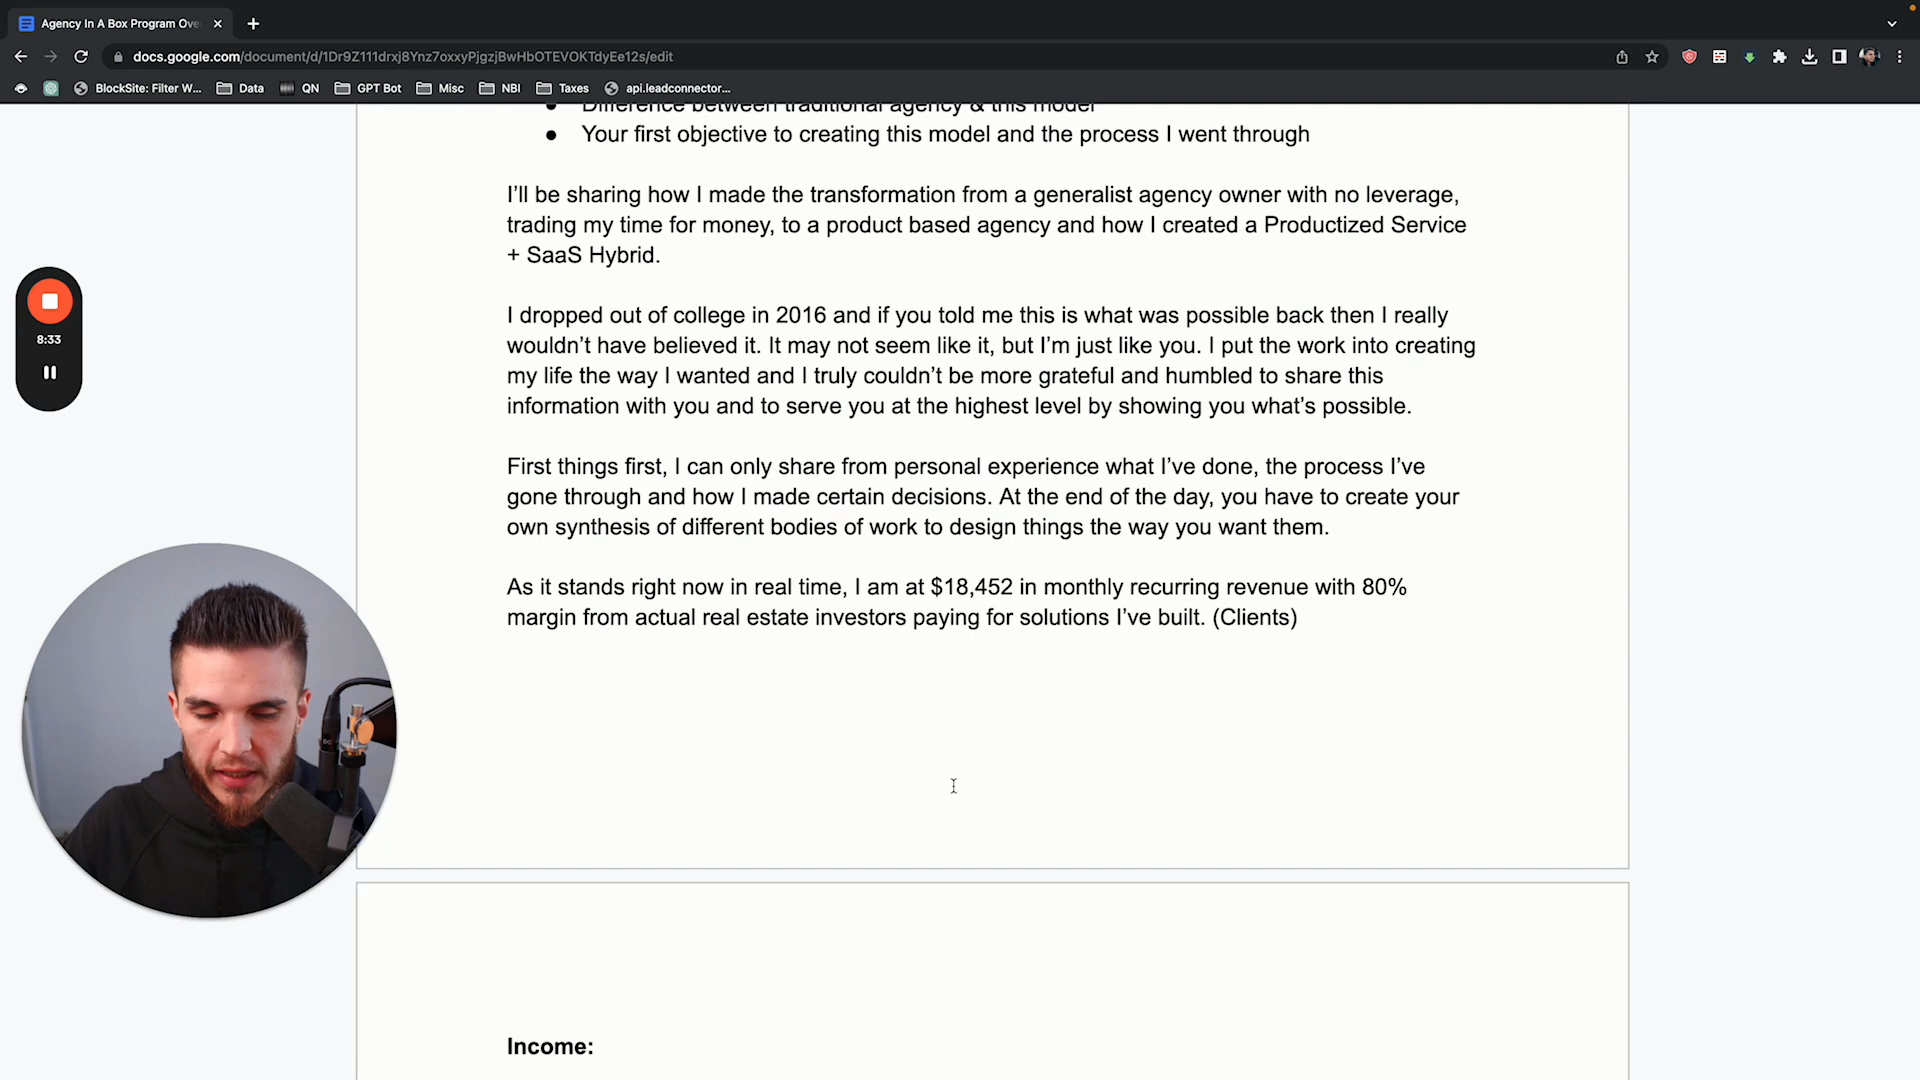 Agency In A Box Program Ove
docs.google.com/document/d/1Dr9Z111drxj8Ynz7oxxyPjgzjBwHbOTEVOKTdyEe12s/edit
BlockSite: Filter W... Data QN GPT Bot Misc NBI Taxes api.leadconnector...
● Difference between traditional agency & this model
● Your first objective to creating this model and the process I went through
I’ll be sharing how I made the transformation from a generalist agency owner with no leverage,
trading my time for money, to a product based agency and how I created a Productized Service
+ SaaS Hybrid.
I dropped out of college in 2016 and if you told me this is what was possible back then I really
wouldn’t have believed it. It may not seem like it, but I’m just like you. I put the work into creating
my life the way I wanted and I truly couldn’t be more grateful and humbled to share this
information with you and to serve you at the highest level by showing you what’s possible.
First things first, I can only share from personal experience what I’ve done, the process I’ve
gone through and how I made certain decisions. At the end of the day, you have to create your
own synthesis of different bodies of work to design things the way you want them.
As it stands right now in real time, I am at $18,452 in monthly recurring revenue with 80%
margin from actual real estate investors paying for solutions I’ve built. (Clients)
8:33
Income: